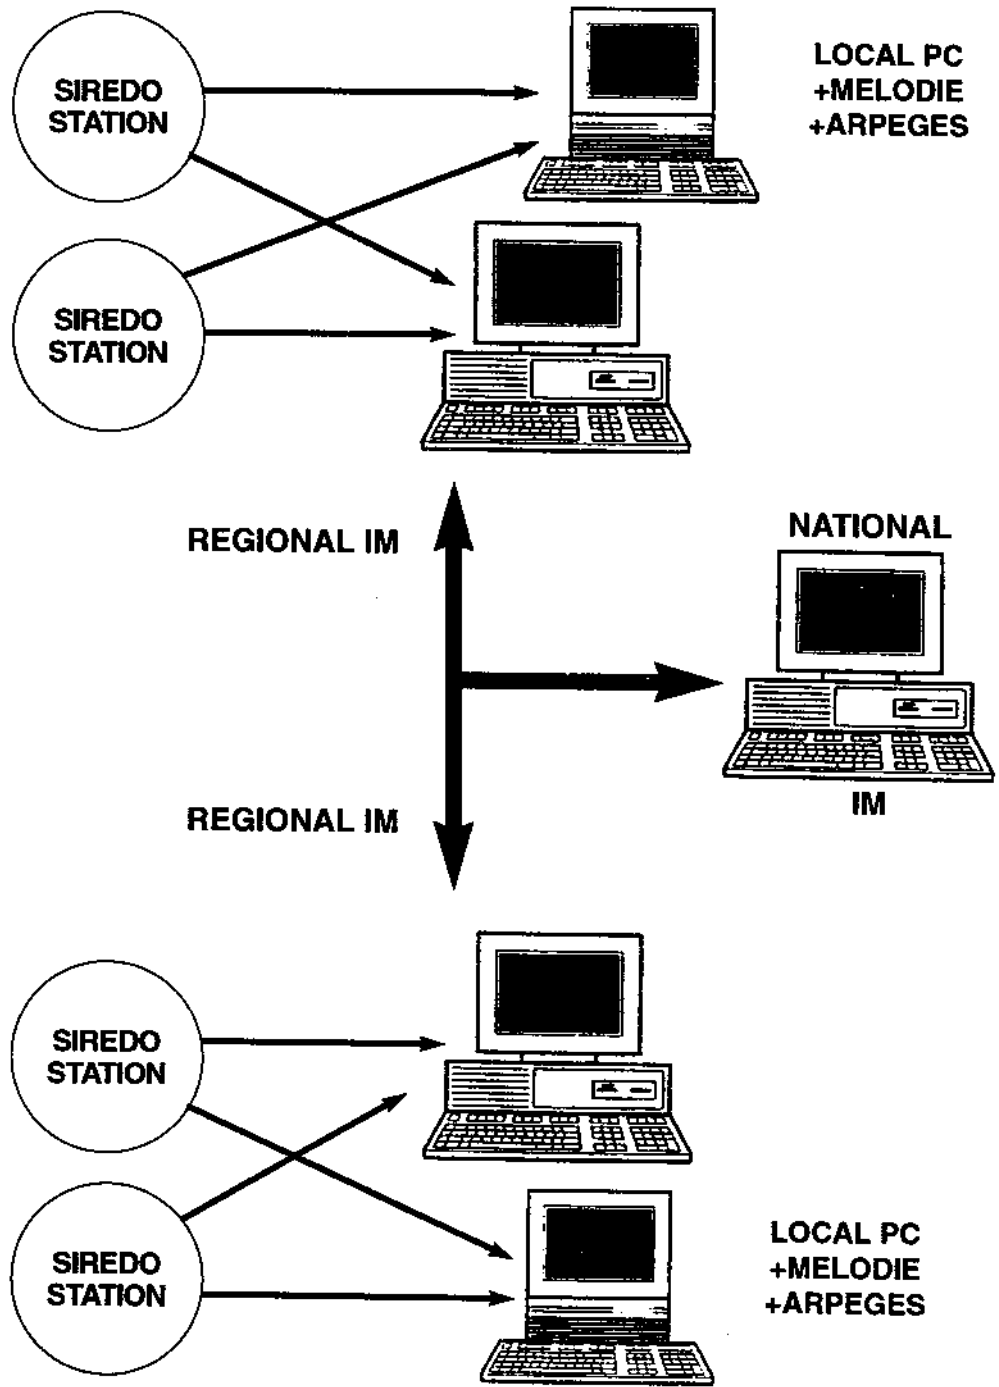 SIREDO
STATION
LOCAL PC
+MELODIE
+ARPEGES
SIREDO
STATION
REGIONAL IM
NATIONAL
IM
REGIONAL IM
SIREDO
STATION
SIREDO
STATION
LOCAL PC
+MELODIE
+ARPEGES